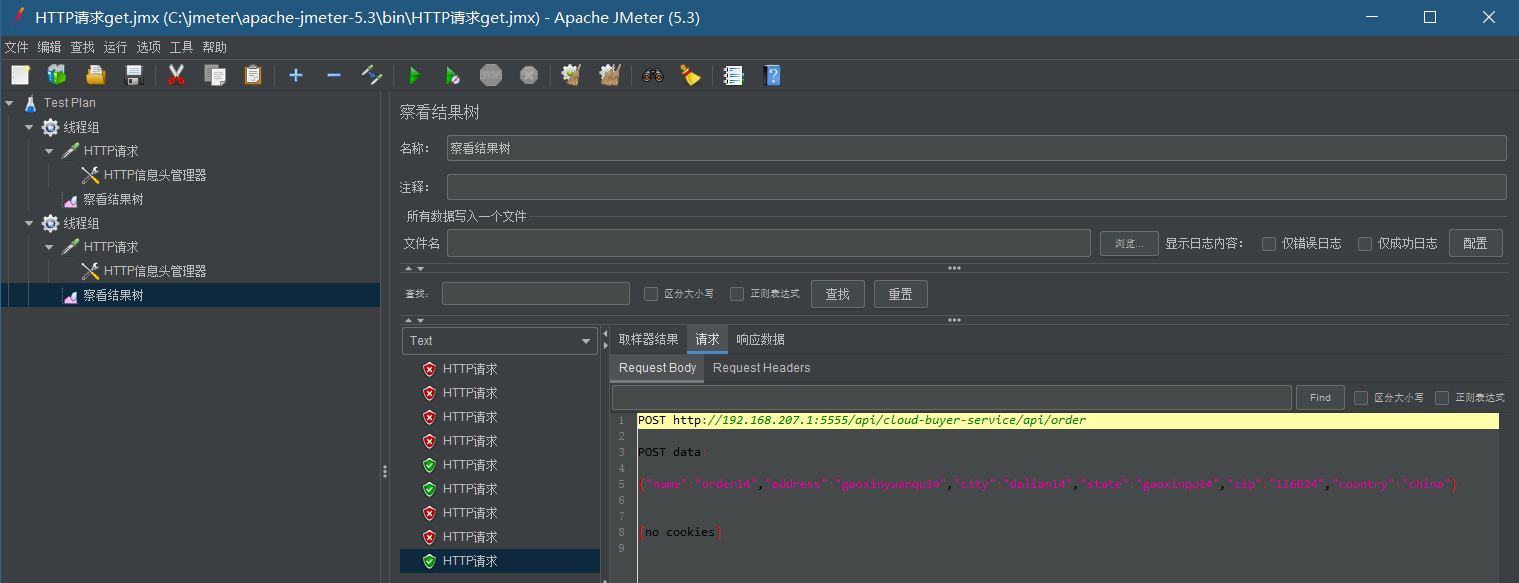 HTTP请求get.jmx (C:\jmeter\apache-jmeter-5.3\bin\HTTP请求get.jmx) - Apache JMeter (5.3)
文件 编辑 查找 运行 选项 工具 帮助
STOP
Test Plan
线程组
HTTP请求
HTTP信息头管理器
察看结果树
线程组
HTTP请求
HTTP信息头管理器
察看结果树
察看结果树
名称： 察看结果树
注释：
所有数据写入一个文件
文件名 浏览... 显示日志内容： 仅错误日志 仅成功日志 配置
查找： 区分大小写 正则表达式 查找 重置
Text
HTTP请求
HTTP请求
HTTP请求
HTTP请求
HTTP请求
HTTP请求
HTTP请求
HTTP请求
HTTP请求
取样器结果 请求 响应数据
Request Body Request Headers
Find 区分大小写 正则表达式
1 POST http://192.168.207.1:5555/api/cloud-buyer-service/api/order
2
3 POST data:
4
5 {"name":"order14","address":"gaoxinyuanqu14","city":"dalian14","state":"gaoxinqu14","zip":"116024","country":"china"}
6
7
8 [no cookies]
9